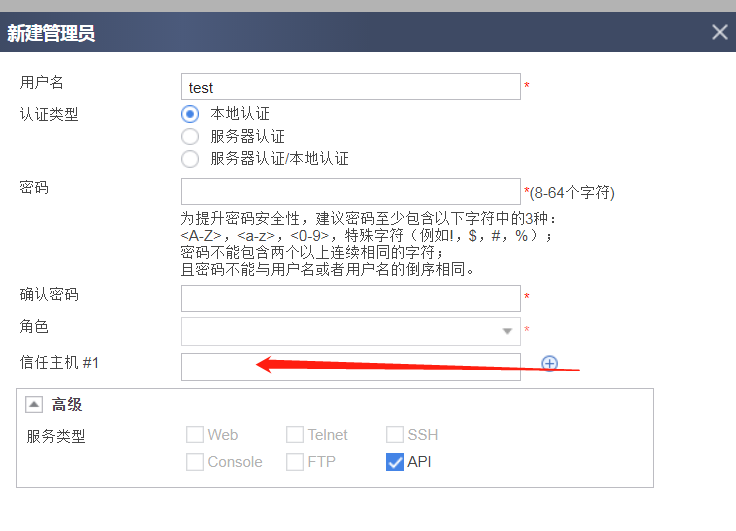 新建管理员
用户名 test *
认证类型 本地认证
服务器认证
服务器认证/本地认证
密码 *(8-64个字符)
为提升密码安全性，建议密码至少包含以下字符中的3种：
<A-Z>，<a-z>，<0-9>，特殊字符（例如!，$，#，%）；
密码不能包含两个以上连续相同的字符；
且密码不能与用户名或者用户名的倒序相同。
确认密码 *
角色 *
信任主机 #1
高级
服务类型 Web Telnet SSH
Console FTP API